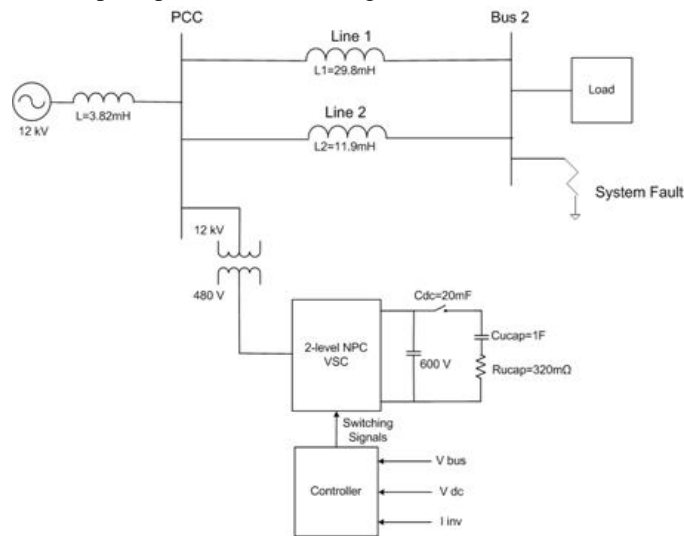 PCC
Line 1
Bus 2
L1=29.8mH
Load
L=3.82mH
12 kV
Line 2
L2=11.9mH
System Fault
12 kV
480 V
Cdc=20mF
2-level NPC
VSC
600 V
Cucap=1F
Rucap=320mΩ
Switching
Signals
Controller
V bus
V dc
I inv